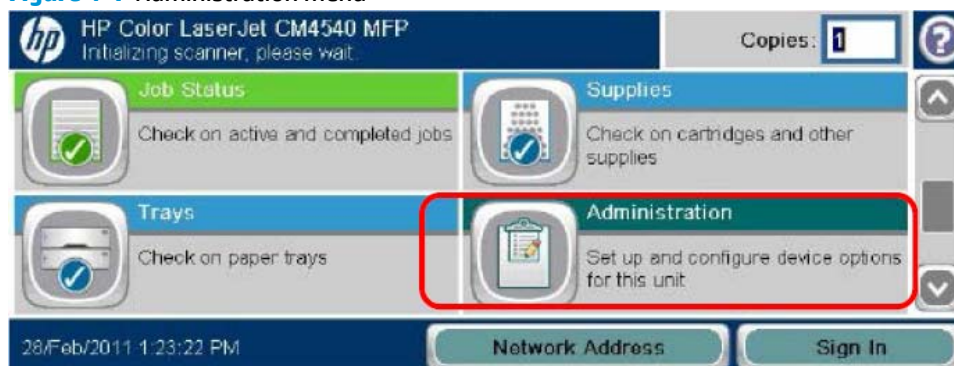 hp
HP Color LaserJet CM4540 MFP
Initializing scanner, please wait.
Copies: 1
?
Job Status
Check on active and completed jobs
Supplies
Check on cartridges and other
supplies
Trays
Check on paper trays
Administration
Set up and configure device options
for this unit
28/Feb/2011 1:23:22 PM
Network Address
Sign In